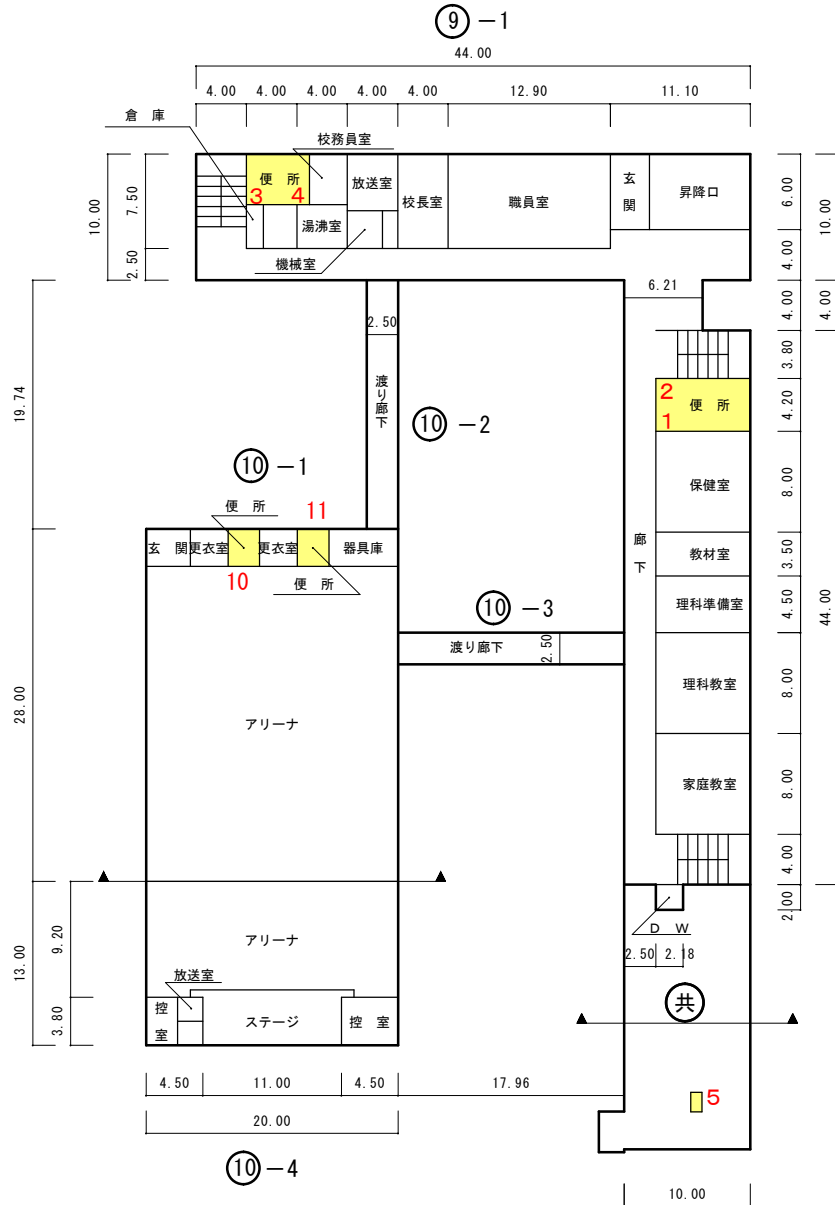 ⑨－1
44.00
4.00 4.00 4.00 4.00 4.00 12.90 11.10
倉 庫
校務員室
便 所
3 4
放送室
校長室
職員室
玄関
昇降口
湯沸室
機械室
10.00
7.50
2.50
6.00
4.00
10.00
6.21
4.00
4.00
2.50
渡り廊下
19.74
⑩－2
⑩－1
3.80
2
1
便 所
4.20
保健室
8.00
便 所
11
玄 関
更衣室
更衣室
器具庫
10
便 所
廊下
教材室
3.50
⑩－3
理科準備室
4.50
44.00
渡り廊下
2.50
理科教室
8.00
28.00
アリーナ
家庭教室
8.00
4.00
2.00
D W
2.50 2.18
13.00
9.20
アリーナ
放送室
共
3.80
控室
ステージ
控 室
4.50 11.00 4.50 17.96
5
20.00
⑩－4
10.00